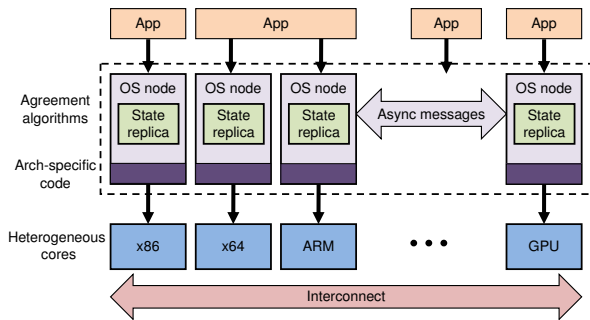 App
App
App
App
OS node
OS node
OS node
OS node
Agreement
algorithms
State
replica
State
replica
State
replica
Async messages
State
replica
Arch-specific
code
Heterogeneous
cores
x86
x64
ARM
...
GPU
Interconnect